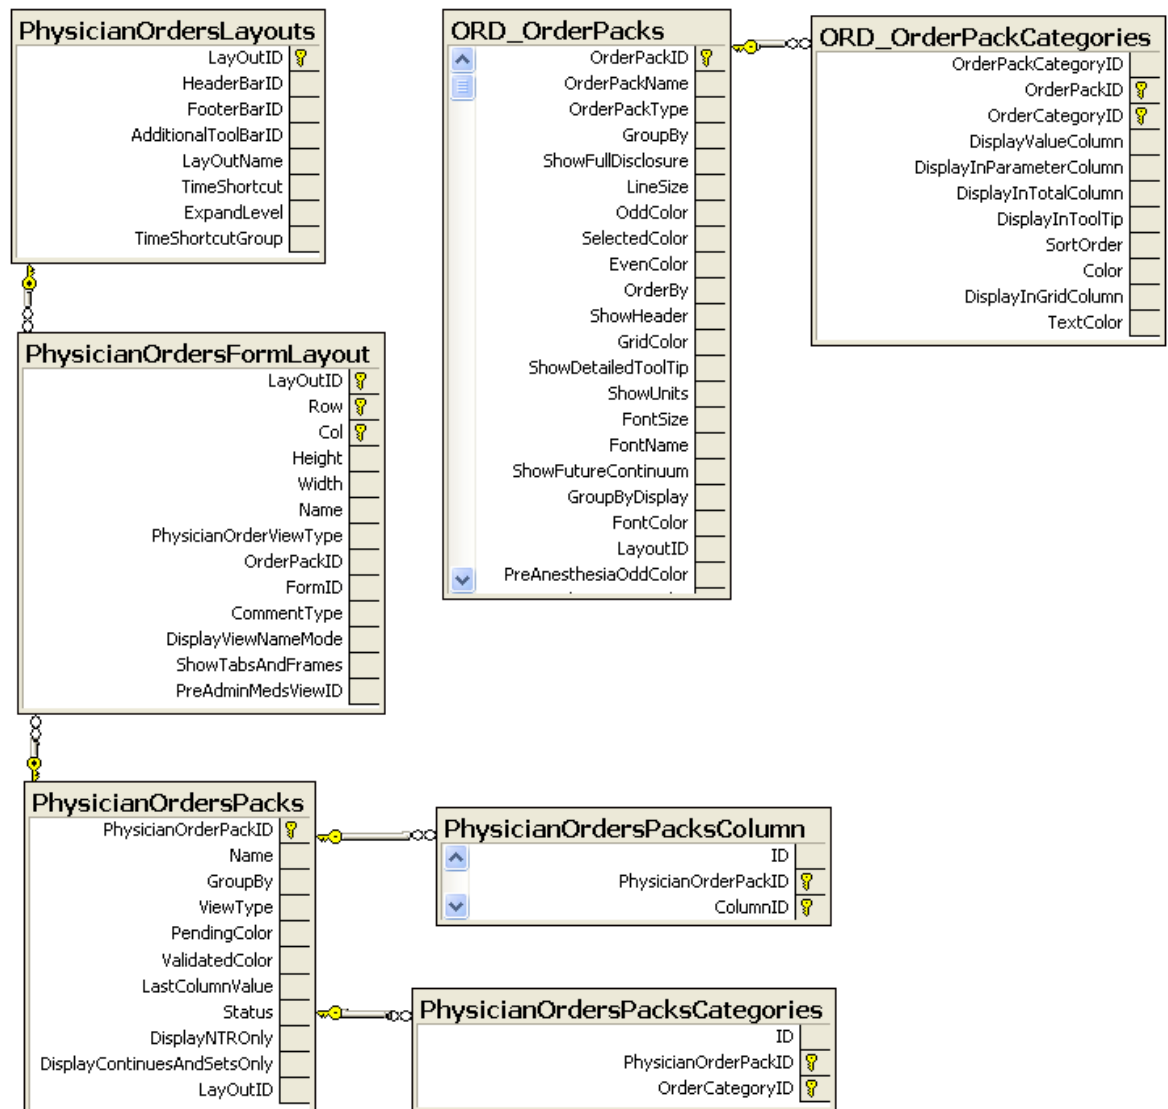 PhysicianOrdersLayouts
LayOutID
HeaderBarID
FooterBarID
AdditionalToolBarID
LayOutName
TimeShortcut
ExpandLevel
TimeShortcutGroup
ORD_OrderPacks
OrderPackID
OrderPackName
OrderPackType
GroupBy
ShowFullDisclosure
LineSize
OddColor
SelectedColor
EvenColor
OrderBy
ShowHeader
GridColor
ShowDetailedToolTip
ShowUnits
FontSize
FontName
ShowFutureContinuum
GroupByDisplay
FontColor
LayoutID
PreAnesthesiaOddColor
ORD_OrderPackCategories
OrderPackCategoryID
OrderPackID
OrderCategoryID
DisplayValueColumn
DisplayInParameterColumn
DisplayInTotalColumn
DisplayInToolTip
SortOrder
Color
DisplayInGridColumn
TextColor
PhysicianOrdersFormLayout
LayOutID
Row
Col
Height
Width
Name
PhysicianOrderViewType
OrderPackID
FormID
CommentType
DisplayViewNameMode
ShowTabsAndFrames
PreAdminMedsViewID
PhysicianOrdersPacks
PhysicianOrderPackID
Name
GroupBy
ViewType
PendingColor
ValidatedColor
LastColumnValue
Status
DisplayNTROnly
DisplayContinuesAndSetsOnly
LayOutID
PhysicianOrdersPacksColumn
ID
PhysicianOrderPackID
ColumnID
PhysicianOrdersPacksCategories
ID
PhysicianOrderPackID
OrderCategoryID